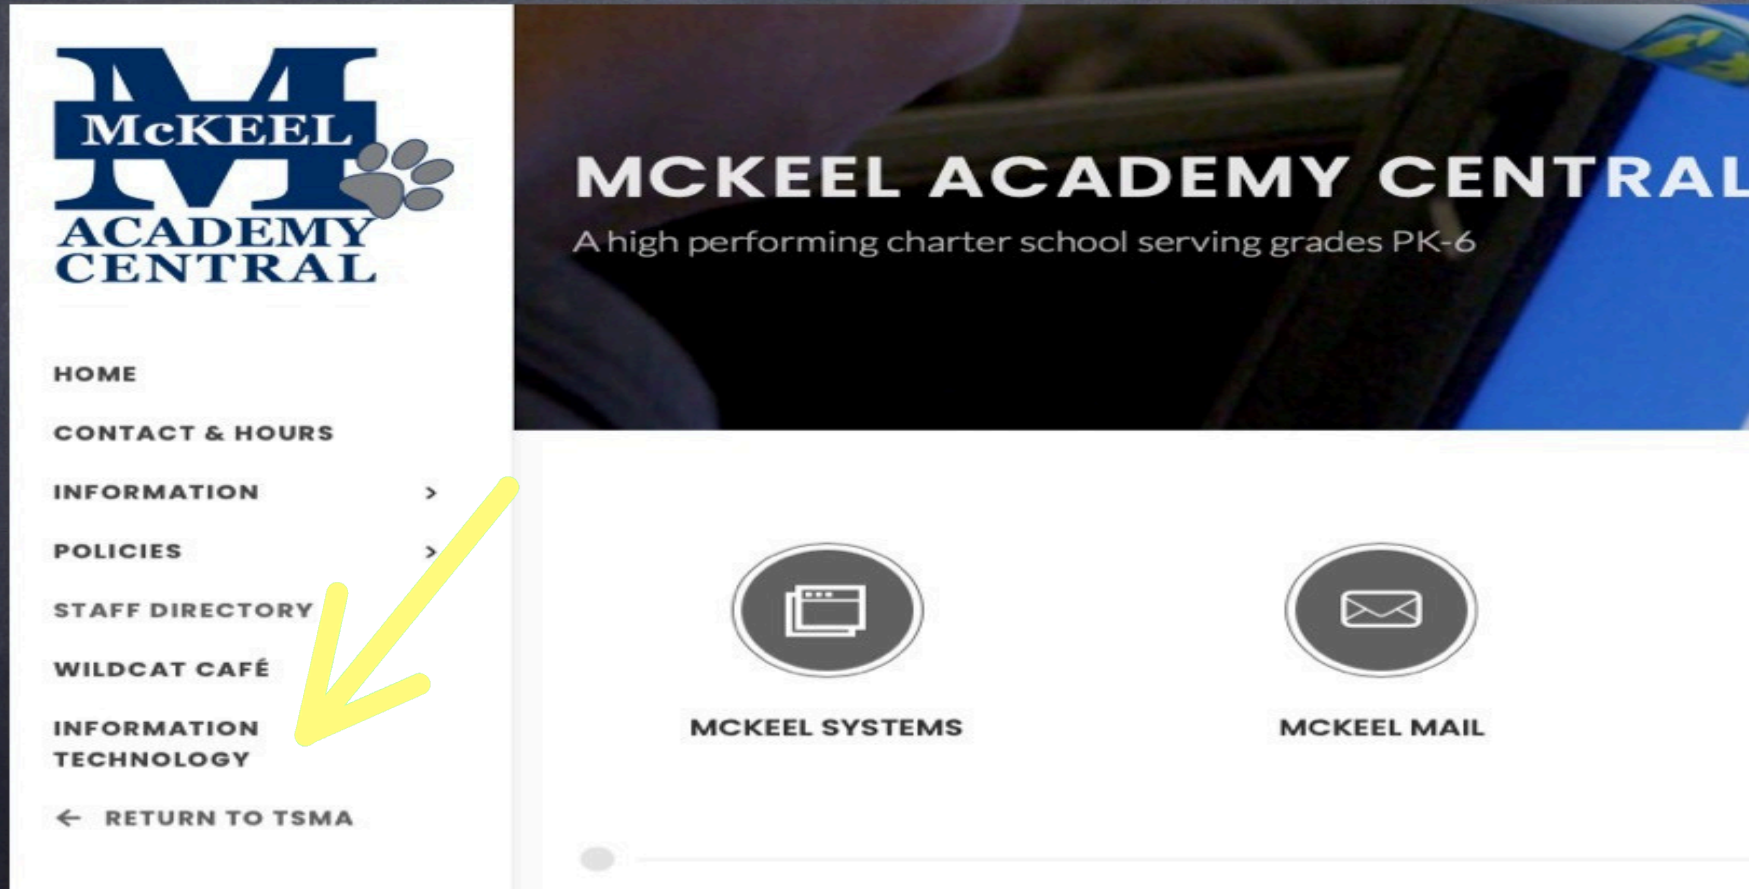 McKEEL
ACADEMY
CENTRAL
HOME
CONTACT & HOURS
INFORMATION >
POLICIES >
STAFF DIRECTORY
WILDCAT CAFÉ
INFORMATION
TECHNOLOGY
← RETURN TO TSMA
MCKEEL ACADEMY CENTRAL
A high performing charter school serving grades PK-6
MCKEEL SYSTEMS
MCKEEL MAIL